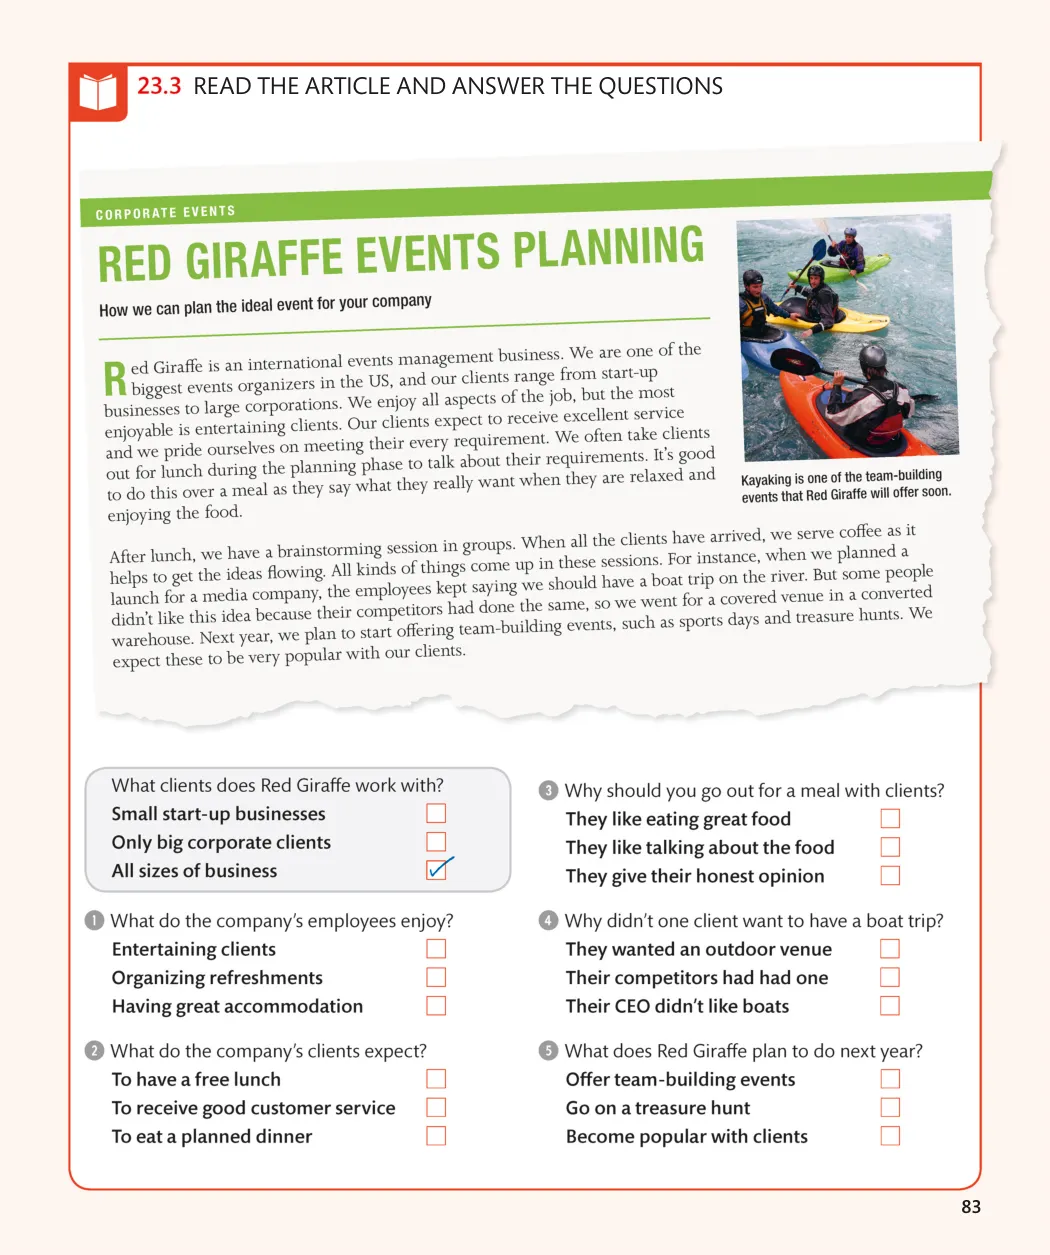 23.3 READ THE ARTICLE AND ANSWER THE QUESTIONS
CORPORATE EVENTS
RED GIRAFFE EVENTS PLANNING
How we can plan the ideal event for your company
Red Giraffe is an international events management business. We are one of the
biggest events organizers in the US, and our clients range from start-up
businesses to large corporations. We enjoy all aspects of the job, but the most
enjoyable is entertaining clients. Our clients expect to receive excellent service
and we pride ourselves on meeting their every requirement. We often take clients
out for lunch during the planning phase to talk about their requirements. It's good
to do this over a meal as they say what they really want when they are relaxed and
enjoying the food.
Kayaking is one of the team-building
events that Red Giraffe will offer soon.
After lunch, we have a brainstorming session in groups. When all the clients have arrived, we serve coffee as it
helps to get the ideas flowing. All kinds of things come up in these sessions. For instance, when we planned a
launch for a media company, the employees kept saying we should have a boat trip on the river. But some people
didn't like this idea because their competitors had done the same, so we went for a covered venue in a converted
warehouse. Next year, we plan to start offering team-building events, such as sports days and treasure hunts. We
expect these to be very popular with our clients.
What clients does Red Giraffe work with?
Small start-up businesses
Only big corporate clients
All sizes of business
1 What do the company's employees enjoy?
Entertaining clients
Organizing refreshments
Having great accommodation
2 What do the company's clients expect?
To have a free lunch
To receive good customer service
To eat a planned dinner
3 Why should you go out for a meal with clients?
They like eating great food
They like talking about the food
They give their honest opinion
4 Why didn't one client want to have a boat trip?
They wanted an outdoor venue
Their competitors had had one
Their CEO didn't like boats
5 What does Red Giraffe plan to do next year?
Offer team-building events
Go on a treasure hunt
Become popular with clients
83